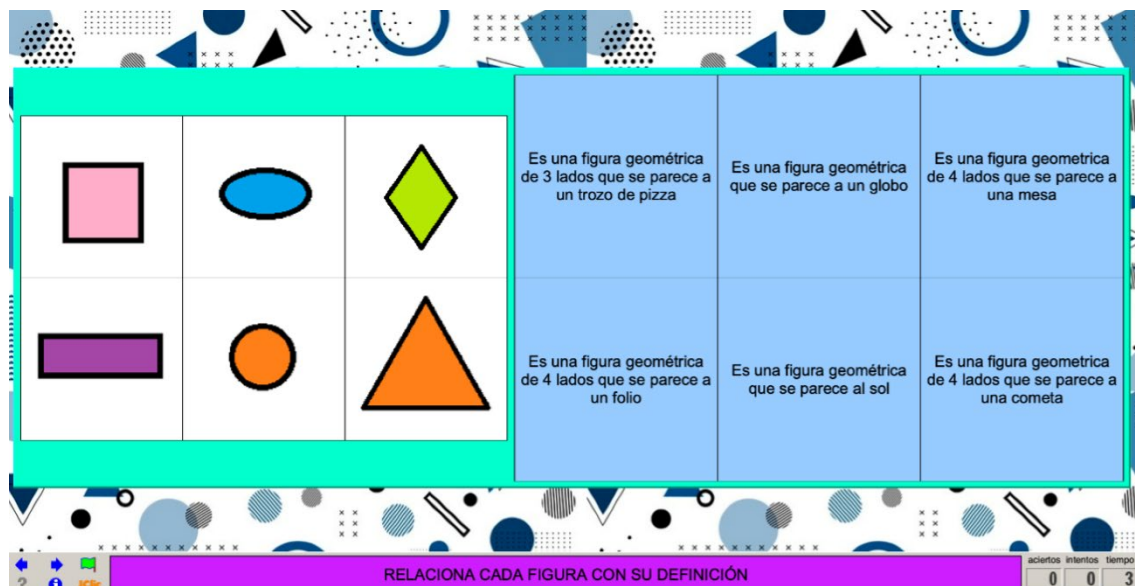 Es una figura geométrica
de 3 lados que se parece a
un trozo de pizza
Es una figura geométrica
que se parece a un globo
Es una figura geometrica
de 4 lados que se parece a
una mesa
Es una figura geométrica
de 4 lados que se parece a
un folio
Es una figura geométrica
que se parece al sol
Es una figura geometrica
de 4 lados que se parece a
una cometa
RELACIONA CADA FIGURA CON SU DEFINICIÓN
aciertos intentos tiempo
0 0 3